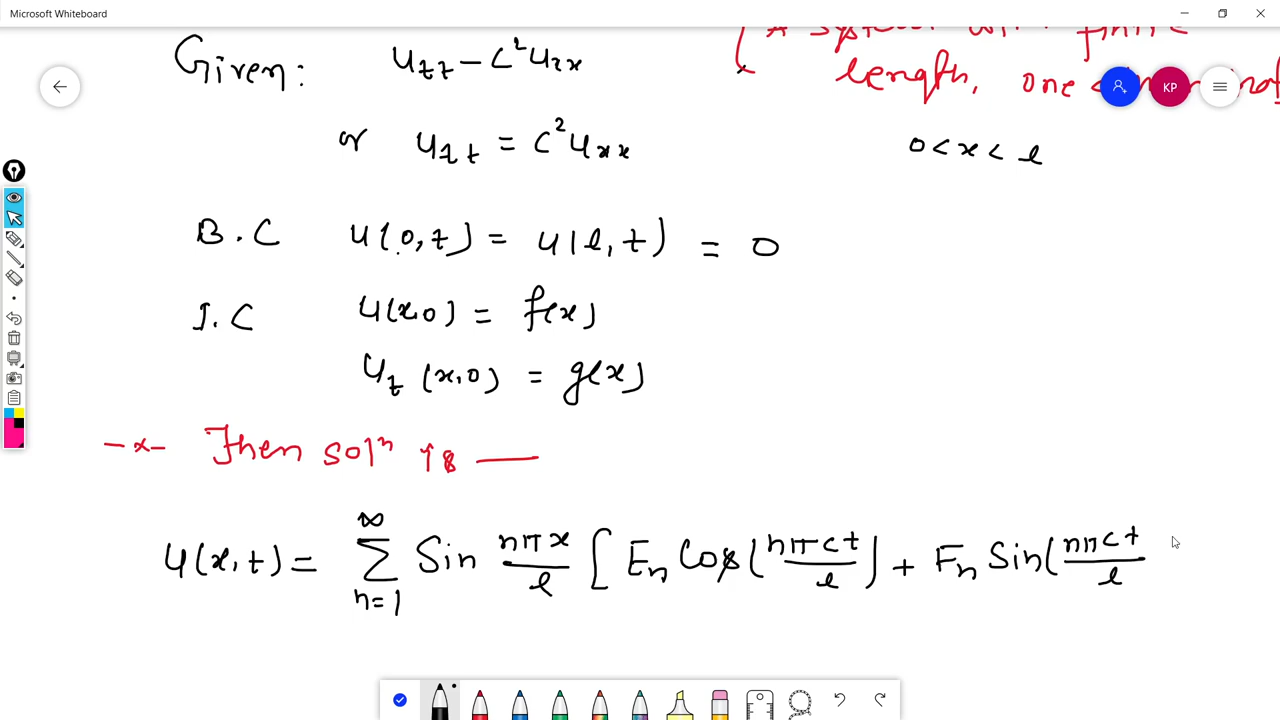 Microsoft Whiteboard
Given: u_tt - c²u_xx
length, one
KP
or u_tt = c²u_xx 0 < x < l
B.C u(0,t) = u(l,t) = 0
I.C u(x,0) = f(x)
u_t (x,0) = g(x)
-x- Then solⁿ is —
u(x,t) = ∑_{n=1}^∞ Sin nπx/l [ E_n Cos(nπct/l) + F_n Sin(nπct/l